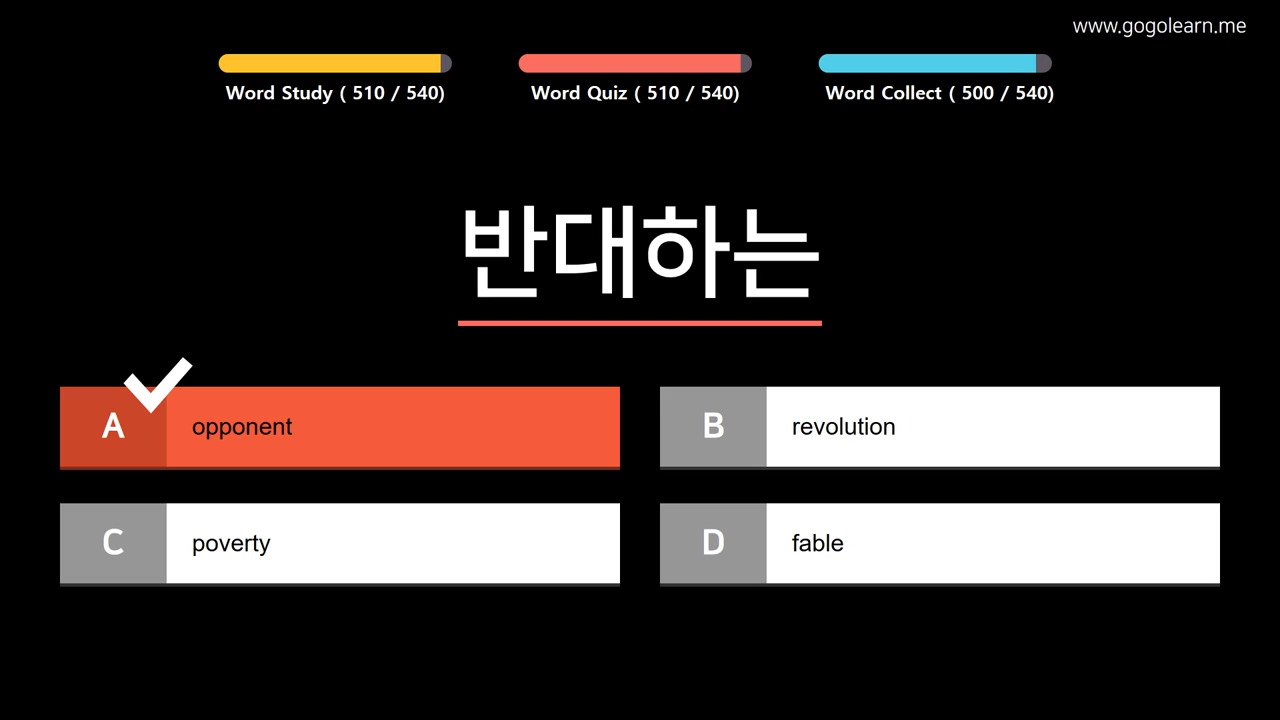 www.gogolearn.me
Word Study ( 510 / 540)
Word Quiz ( 510 / 540)
Word Collect ( 500 / 540)
반대하는
A opponent
B revolution
C poverty
D fable